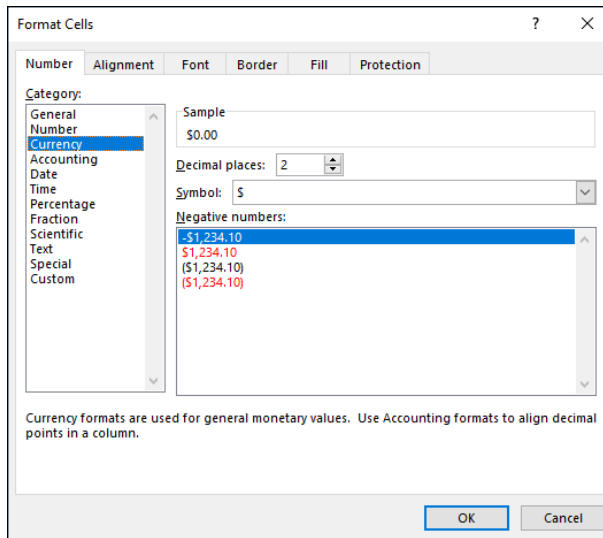 Format Cells ?
Number Alignment Font Border Fill Protection
Category:
General
Number
Currency
Accounting
Date
Time
Percentage
Fraction
Scientific
Text
Special
Custom
Sample
$0.00
Decimal places: 2
Symbol: $
Negative numbers:
-$1,234.10
$1,234.10
($1,234.10)
($1,234.10)
Currency formats are used for general monetary values. Use Accounting formats to align decimal
points in a column.
OK Cancel